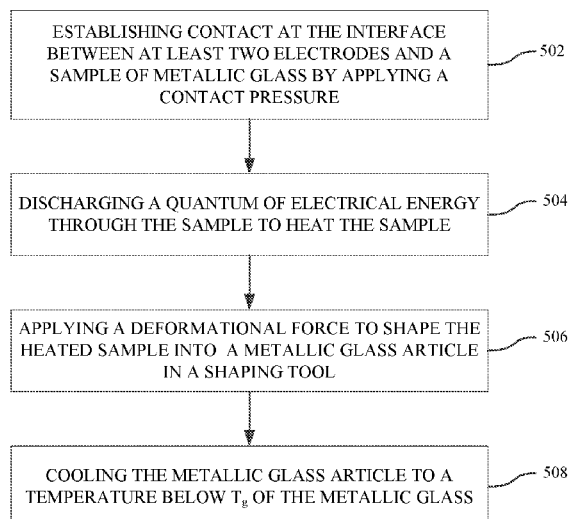 ESTABLISHING CONTACT AT THE INTERFACE
BETWEEN AT LEAST TWO ELECTRODES AND A
SAMPLE OF METALLIC GLASS BY APPLYING A
CONTACT PRESSURE
502
DISCHARGING A QUANTUM OF ELECTRICAL ENERGY
THROUGH THE SAMPLE TO HEAT THE SAMPLE
504
APPLYING A DEFORMATIONAL FORCE TO SHAPE THE
HEATED SAMPLE INTO A METALLIC GLASS ARTICLE
IN A SHAPING TOOL
506
COOLING THE METALLIC GLASS ARTICLE TO A
TEMPERATURE BELOW Tg OF THE METALLIC GLASS
508